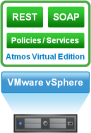 REST SOAP
Policies / Services
Atmos Virtual Edition
VMware vSphere